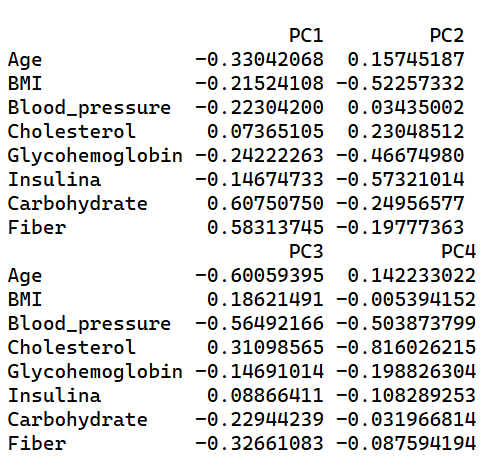 PC1 PC2
Age -0.33042068 0.15745187
BMI -0.21524108 -0.52257332
Blood_pressure -0.22304200 0.03435002
Cholesterol 0.07365105 0.23048512
Glycohemoglobin -0.24222263 -0.46674980
Insulina -0.14674733 -0.57321014
Carbohydrate 0.60750750 -0.24956577
Fiber 0.58313745 -0.19777363
PC3 PC4
Age -0.60059395 0.142233022
BMI 0.18621491 -0.005394152
Blood_pressure -0.56492166 -0.503873799
Cholesterol 0.31098565 -0.816026215
Glycohemoglobin -0.14691014 -0.198826304
Insulina 0.08866411 -0.108289253
Carbohydrate -0.22944239 -0.031966814
Fiber -0.32661083 -0.087594194